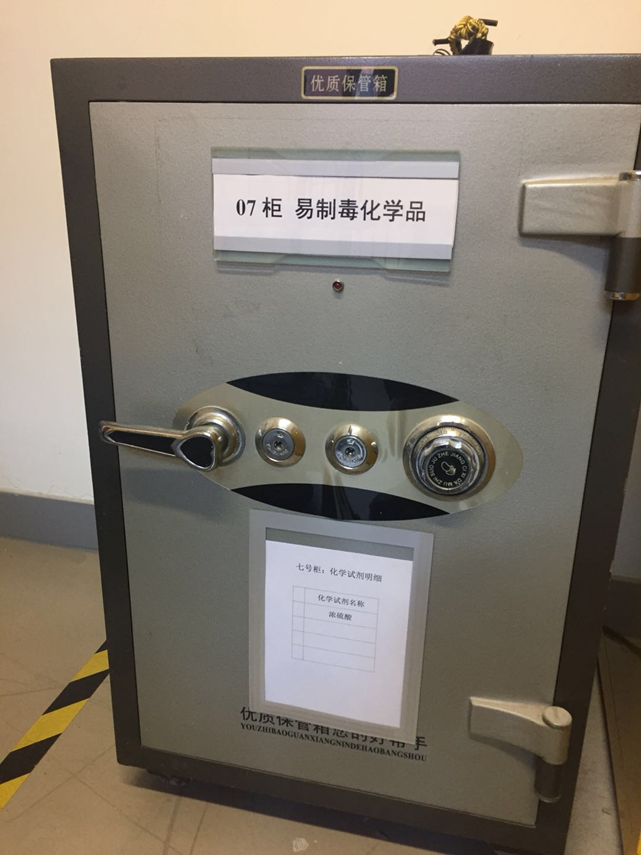 优质保管箱
07 柜 易制毒化学品
七号柜：化学试剂明细
化学试剂名称
浓硫酸
优质保管箱您的好帮手
YOUZHIBAOGUANXIANGNINDEHAOBANGSHOU